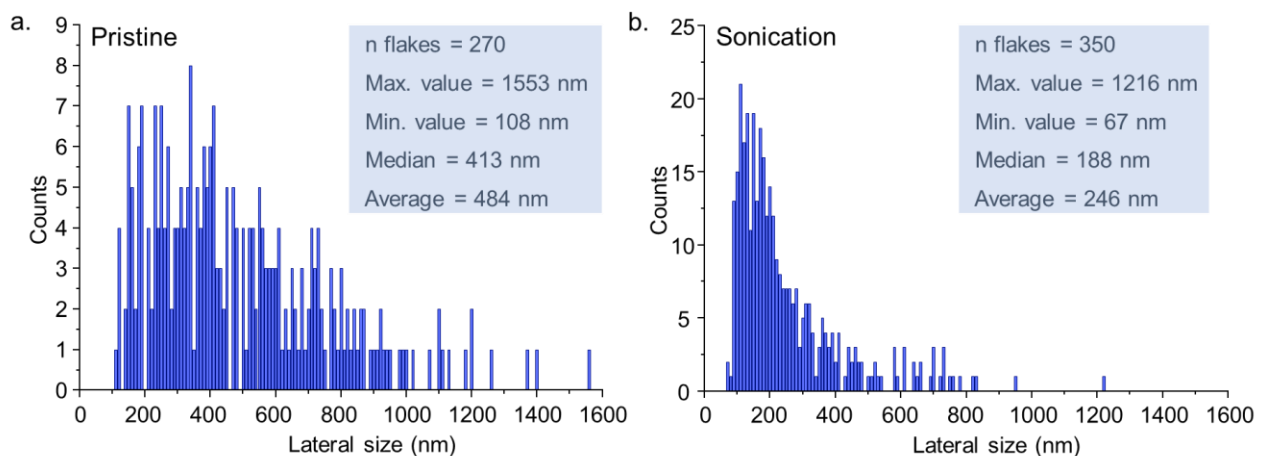 a.
Pristine
n flakes = 270
Max. value = 1553 nm
Min. value = 108 nm
Median = 413 nm
Average = 484 nm
Counts
9
8
7
6
5
4
3
2
1
0
0 200 400 600 800 1000 1200 1400 1600
Lateral size (nm)
b.
Sonication
n flakes = 350
Max. value = 1216 nm
Min. value = 67 nm
Median = 188 nm
Average = 246 nm
Counts
25
20
15
10
5
0
0 200 400 600 800 1000 1200 1400 1600
Lateral size (nm)